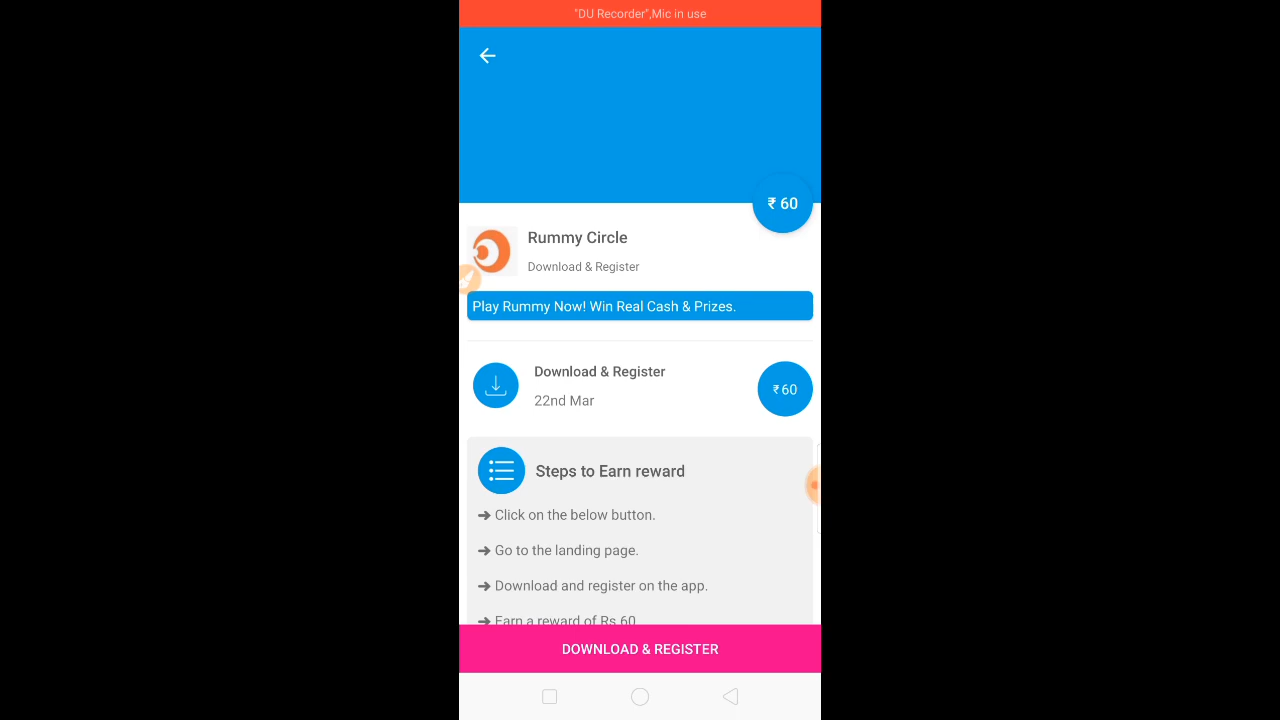 "DU Recorder",Mic in use
₹ 60
Rummy Circle
Download & Register
Play Rummy Now! Win Real Cash & Prizes.
Download & Register
22nd Mar
₹60
Steps to Earn reward
➔ Click on the below button.
➔ Go to the landing page.
➔ Download and register on the app.
➔ Earn a reward of Rs 60
DOWNLOAD & REGISTER